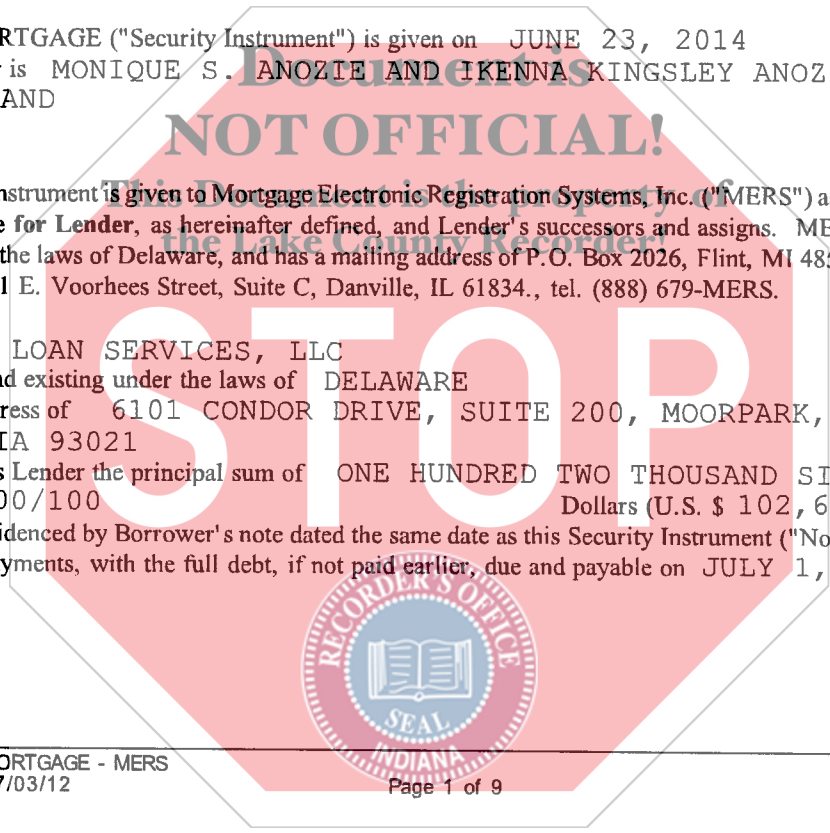 RTGAGE ("Security Instrument") is given on JUNE 23, 2014
is MONIQUE S. ANOZIE AND IKENNA KINGSLEY ANOZ
AND
Document is
NOT OFFICIAL!
This Document is the property of
the Lake County Recorder!
nstrument is given to Mortgage Electronic Registration Systems, Inc. ("MERS") a
e for Lender, as hereinafter defined, and Lender's successors and assigns. ME
the laws of Delaware, and has a mailing address of P.O. Box 2026, Flint, MI 485
l E. Voorhees Street, Suite C, Danville, IL 61834., tel. (888) 679-MERS.
STOP
LOAN SERVICES, LLC
d existing under the laws of DELAWARE
ress of 6101 CONDOR DRIVE, SUITE 200, MOORPARK,
IA 93021
s Lender the principal sum of ONE HUNDRED TWO THOUSAND SI
00/100 Dollars (U.S. $ 102,6
idenced by Borrower's note dated the same date as this Security Instrument ("No
yments, with the full debt, if not paid earlier, due and payable on JULY 1,
RECORDER'S OFFICE
SEAL
INDIANA
ORTGAGE - MERS
7/03/12
Page 1 of 9